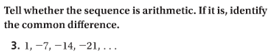 Tell whether the sequence is arithmetic. If it is, identify
the common difference.
3. 1, −7, −14, −21, . . .